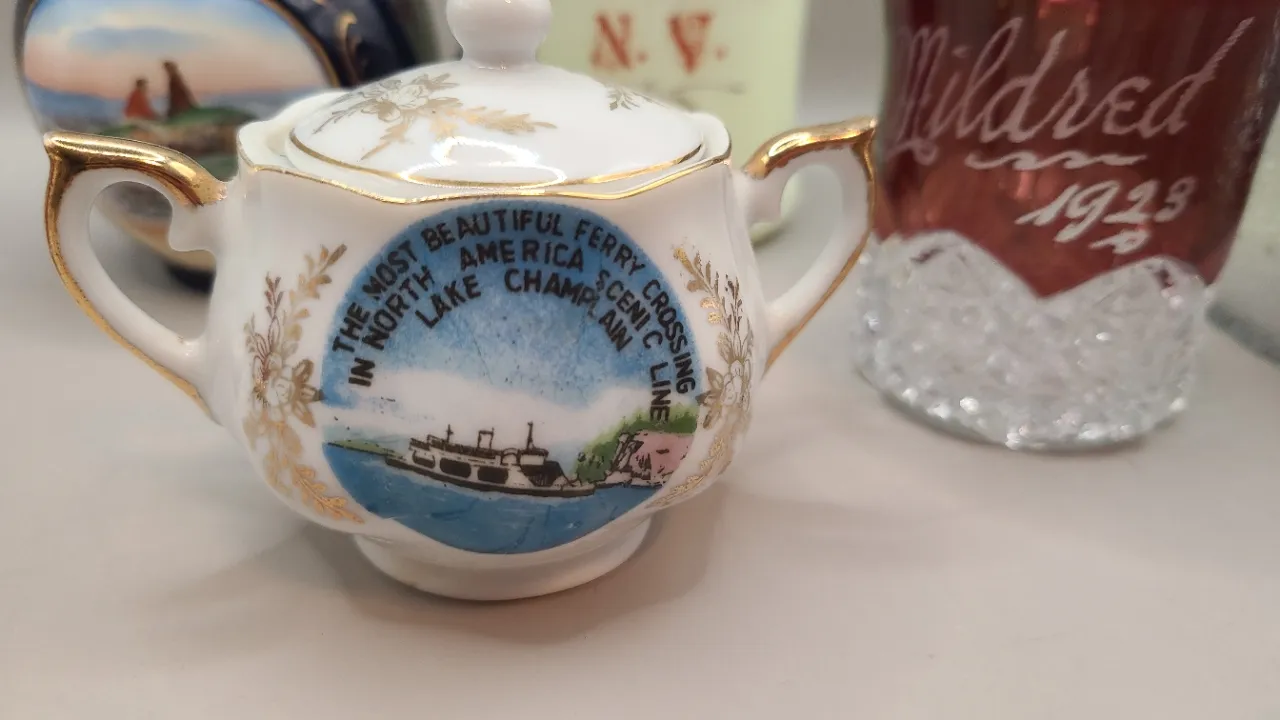 N. Y.
Mildred
1923
THE MOST BEAUTIFUL FERRY CROSSING
IN NORTH AMERICA SCENIC LINE
LAKE CHAMPLAIN